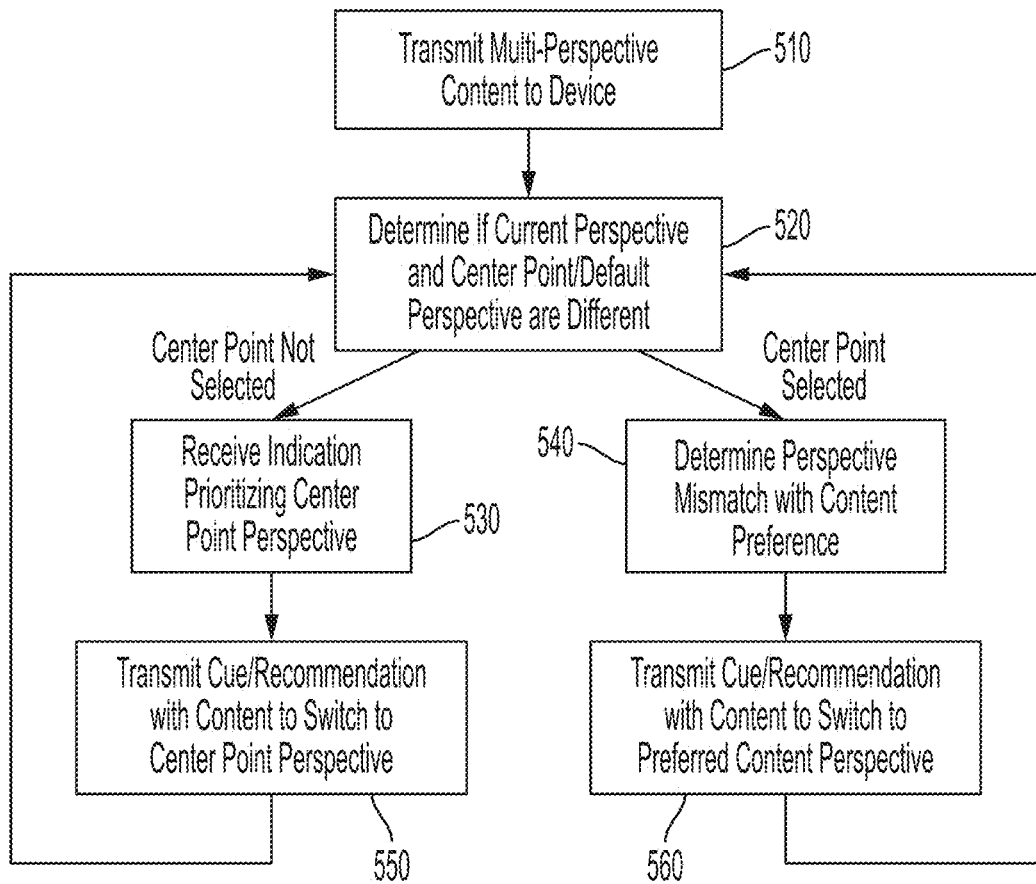 Transmit Multi-Perspective
Content to Device
510
Determine If Current Perspective
and Center Point/Default
Perspective are Different
520
Center Point Not
Selected
Center Point
Selected
Receive Indication
Prioritizing Center
Point Perspective
530
540
Determine Perspective
Mismatch with Content
Preference
Transmit Cue/Recommendation
with Content to Switch to
Center Point Perspective
550
Transmit Cue/Recommendation
with Content to Switch to
Preferred Content Perspective
560